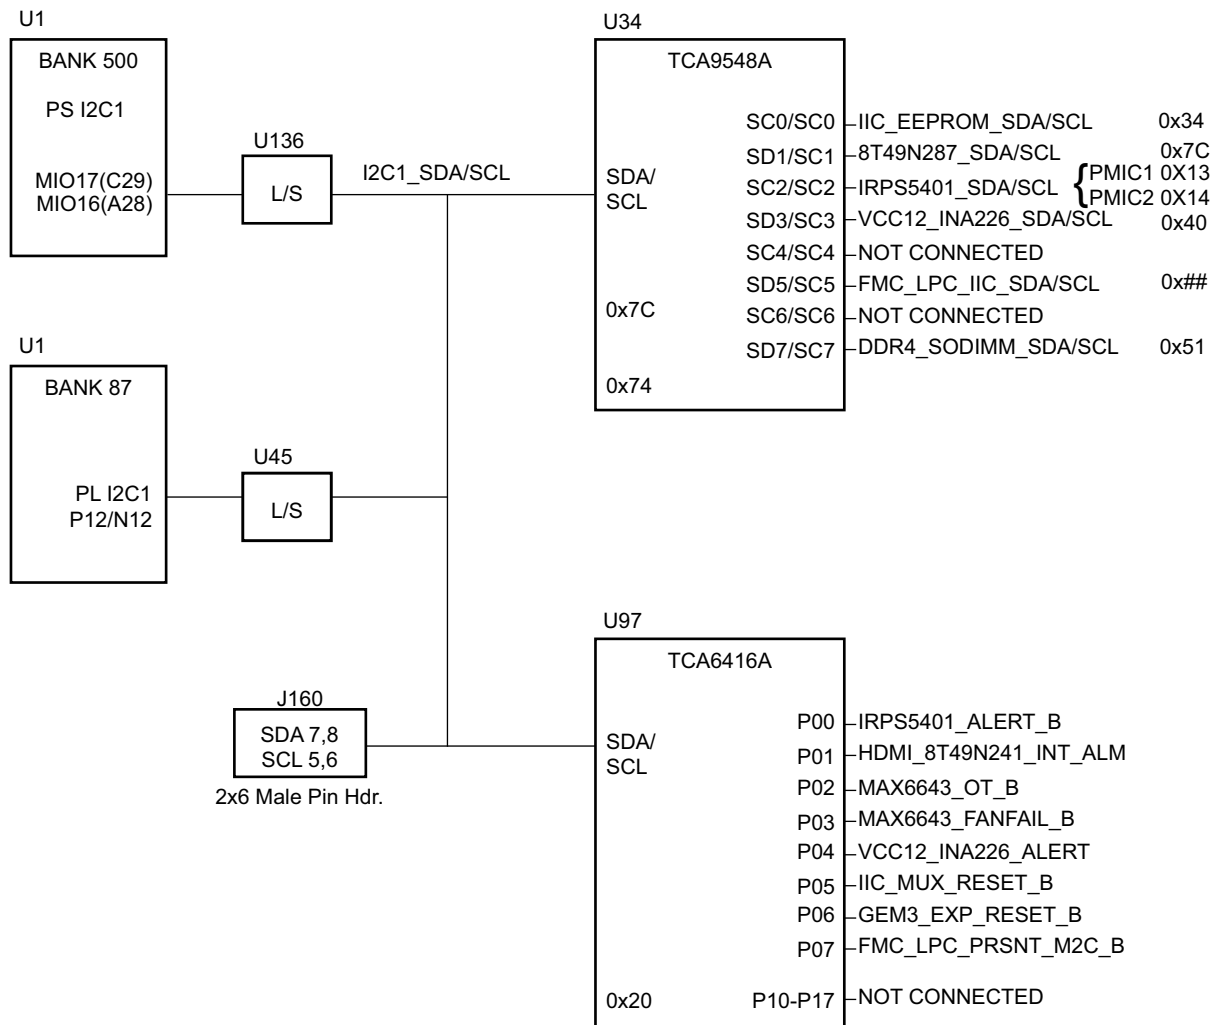 U1
BANK 500
PS I2C1
MIO17(C29)
MIO16(A28)
U136
L/S
I2C1_SDA/SCL
U34
TCA9548A
SDA/
SCL
0x7C
0x74
SC0/SC0 IIC_EEPROM_SDA/SCL 0x34
SD1/SC1 8T49N287_SDA/SCL 0x7C
SC2/SC2 IRPS5401_SDA/SCL { PMIC1 0X13
PMIC2 0X14
SD3/SC3 VCC12_INA226_SDA/SCL 0x40
SC4/SC4 NOT CONNECTED
SD5/SC5 FMC_LPC_IIC_SDA/SCL 0x##
SC6/SC6 NOT CONNECTED
SD7/SC7 DDR4_SODIMM_SDA/SCL 0x51
U1
BANK 87
PL I2C1
P12/N12
U45
L/S
J160
SDA 7,8
SCL 5,6
2x6 Male Pin Hdr.
U97
TCA6416A
SDA/
SCL
0x20
P00 IRPS5401_ALERT_B
P01 HDMI_8T49N241_INT_ALM
P02 MAX6643_OT_B
P03 MAX6643_FANFAIL_B
P04 VCC12_INA226_ALERT
P05 IIC_MUX_RESET_B
P06 GEM3_EXP_RESET_B
P07 FMC_LPC_PRSNT_M2C_B
P10-P17 NOT CONNECTED